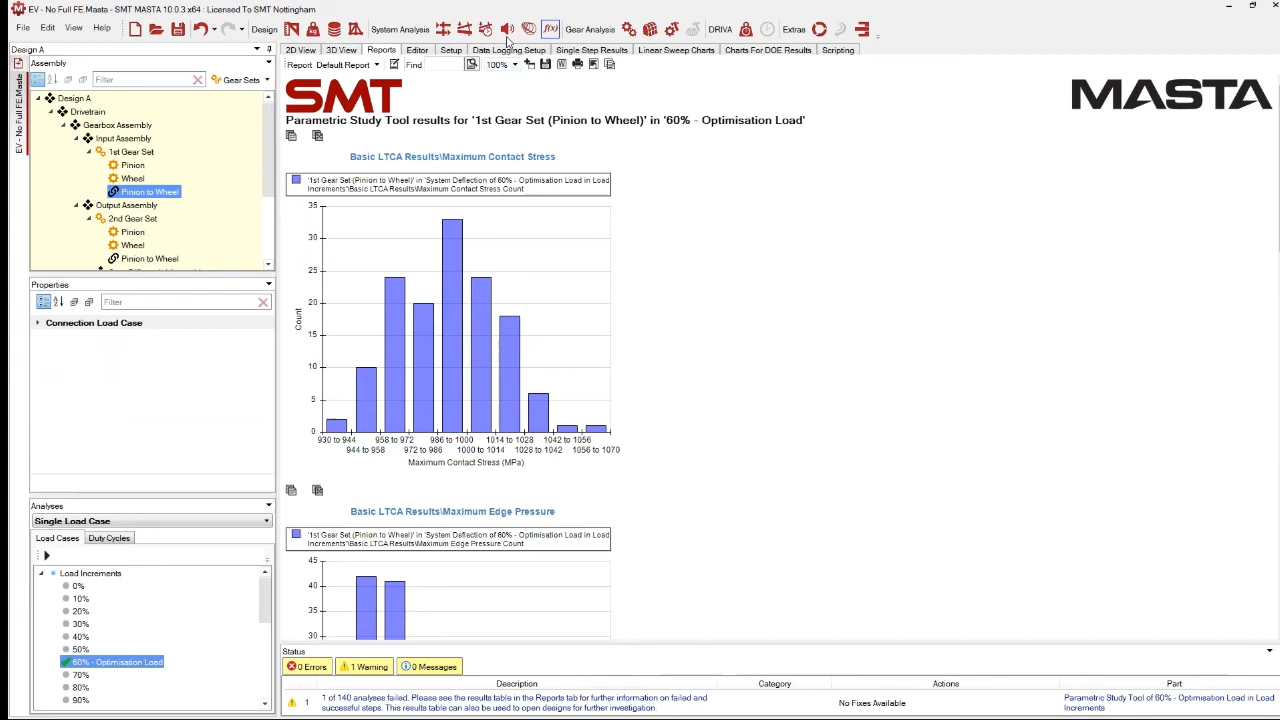 EV - No Full FE.Masta - SMT MASTA 10.0.3 x64 : Licensed To SMT Nottingham
File Edit View Help Design System Analysis f(x) Gear Analysis DRIVA Extras
Design A
2D View 3D View Reports Editor Setup Data Logging Setup Single Step Results Linear Sweep Charts Charts For DOE Results Scripting
Assembly
Report Default Report Find 100%
Filter Gear Sets
EV - No Full FE.Masta
Design A
Drivetrain
Gearbox Assembly
Input Assembly
1st Gear Set
Pinion
Wheel
Pinion to Wheel
Output Assembly
2nd Gear Set
Pinion
Wheel
Pinion to Wheel
Properties
Filter
Connection Load Case
Analyses
Single Load Case
Load Cases Duty Cycles
Load Increments
0%
10%
20%
30%
40%
50%
60% - Optimisation Load
70%
80%
90%
SMT MASTA
Parametric Study Tool results for '1st Gear Set (Pinion to Wheel)' in '60% - Optimisation Load'
Basic LTCA Results\Maximum Contact Stress
'1st Gear Set (Pinion to Wheel)' in 'System Deflection of 60% - Optimisation Load in Load
Increments'\Basic LTCA Results\Maximum Contact Stress Count
35
30
25
20
15
10
5
0
Count
930 to 944 958 to 972 986 to 1000 1014 to 1028 1042 to 1056
944 to 958 972 to 986 1000 to 1014 1028 to 1042 1056 to 1070
Maximum Contact Stress (MPa)
Basic LTCA Results\Maximum Edge Pressure
'1st Gear Set (Pinion to Wheel)' in 'System Deflection of 60% - Optimisation Load in Load
Increments'\Basic LTCA Results\Maximum Edge Pressure Count
45
40
35
30
Status
0 Errors 1 Warning 0 Messages
Description Category Actions Part
1 1 of 140 analyses failed. Please see the results table in the Reports tab for further information on failed and
successful steps. This results table can also be used to open designs for further investigation.
No Fixes Available
Parametric Study Tool of 60% - Optimisation Load in Load
Increments